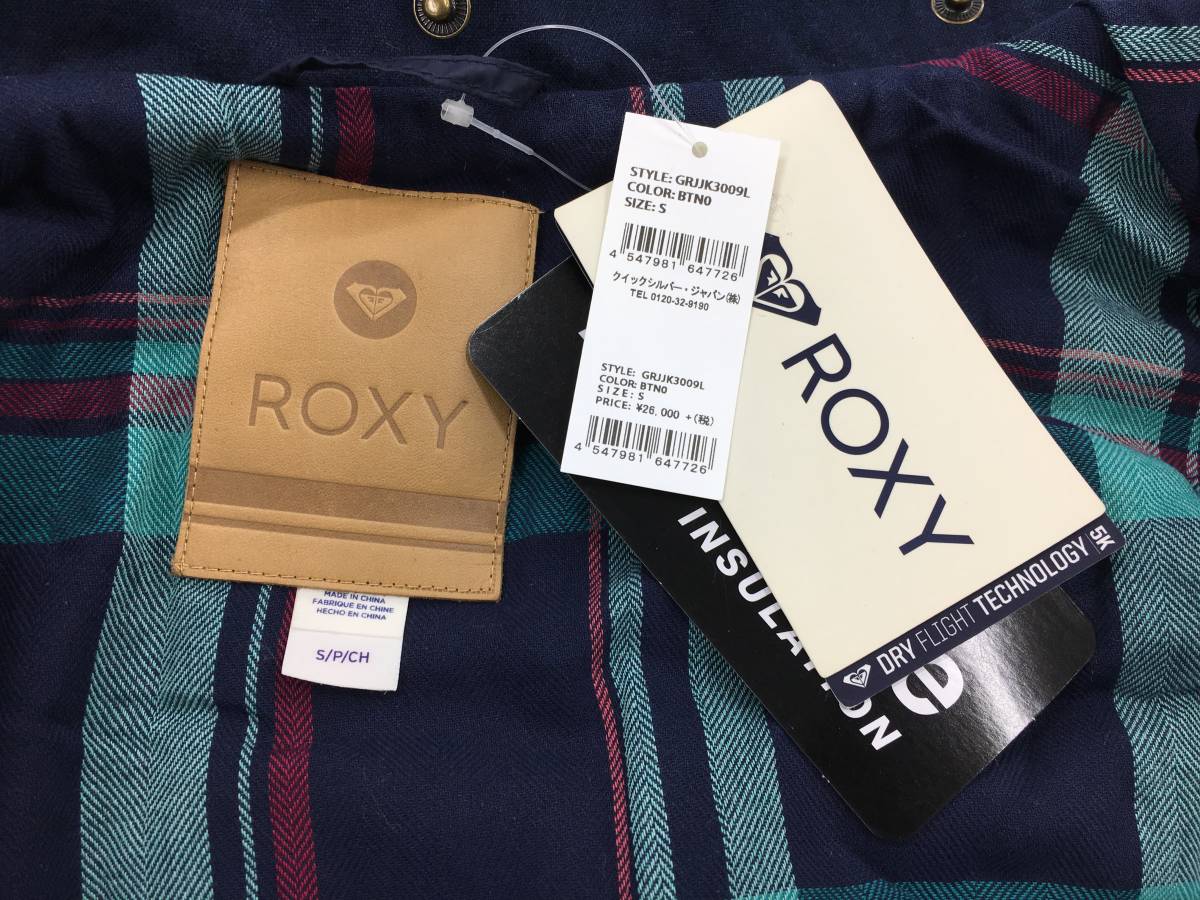 ROXY
MADE IN CHINA
FABRIQUE EN CHINE
HECHO EN CHINA
S/P/CH
STYLE: GRJJK3009L
COLOR: BTN0
SIZE: S
4 547981 647726
クイックシルバー・ジャパン(株)
TEL 0120-32-9190
STYLE: GRJJK3009L
COLOR: BTN0
SIZE: S
PRICE: ¥26,000 +(税)
4 547981 647726
ROXY
DRY FLIGHT TECHNOLOGY 5K
INSULATION